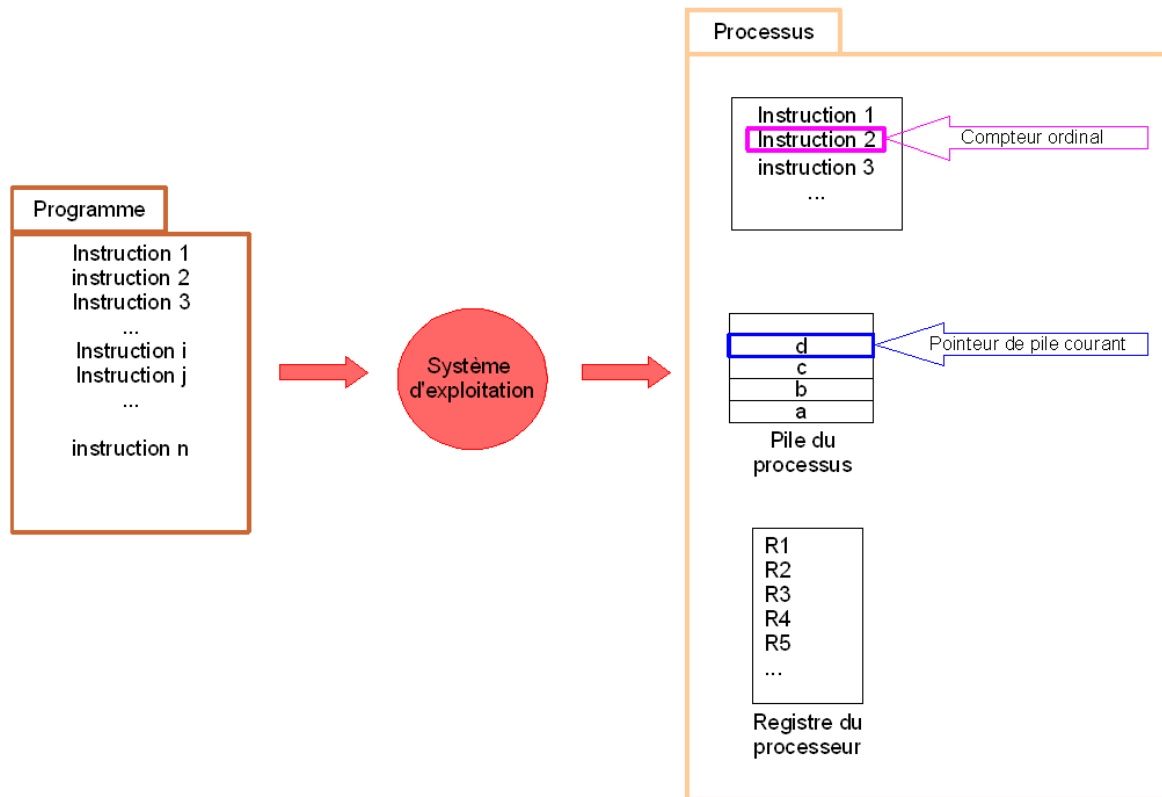 Programme
Instruction 1
instruction 2
Instruction 3
...
Instruction i
Instruction j
...
instruction n
Système
d'exploitation
Processus
Instruction 1
Instruction 2
instruction 3
...
Compteur ordinal
d
c
b
a
Pointeur de pile courant
Pile du
processus
R1
R2
R3
R4
R5
...
Registre du
processeur